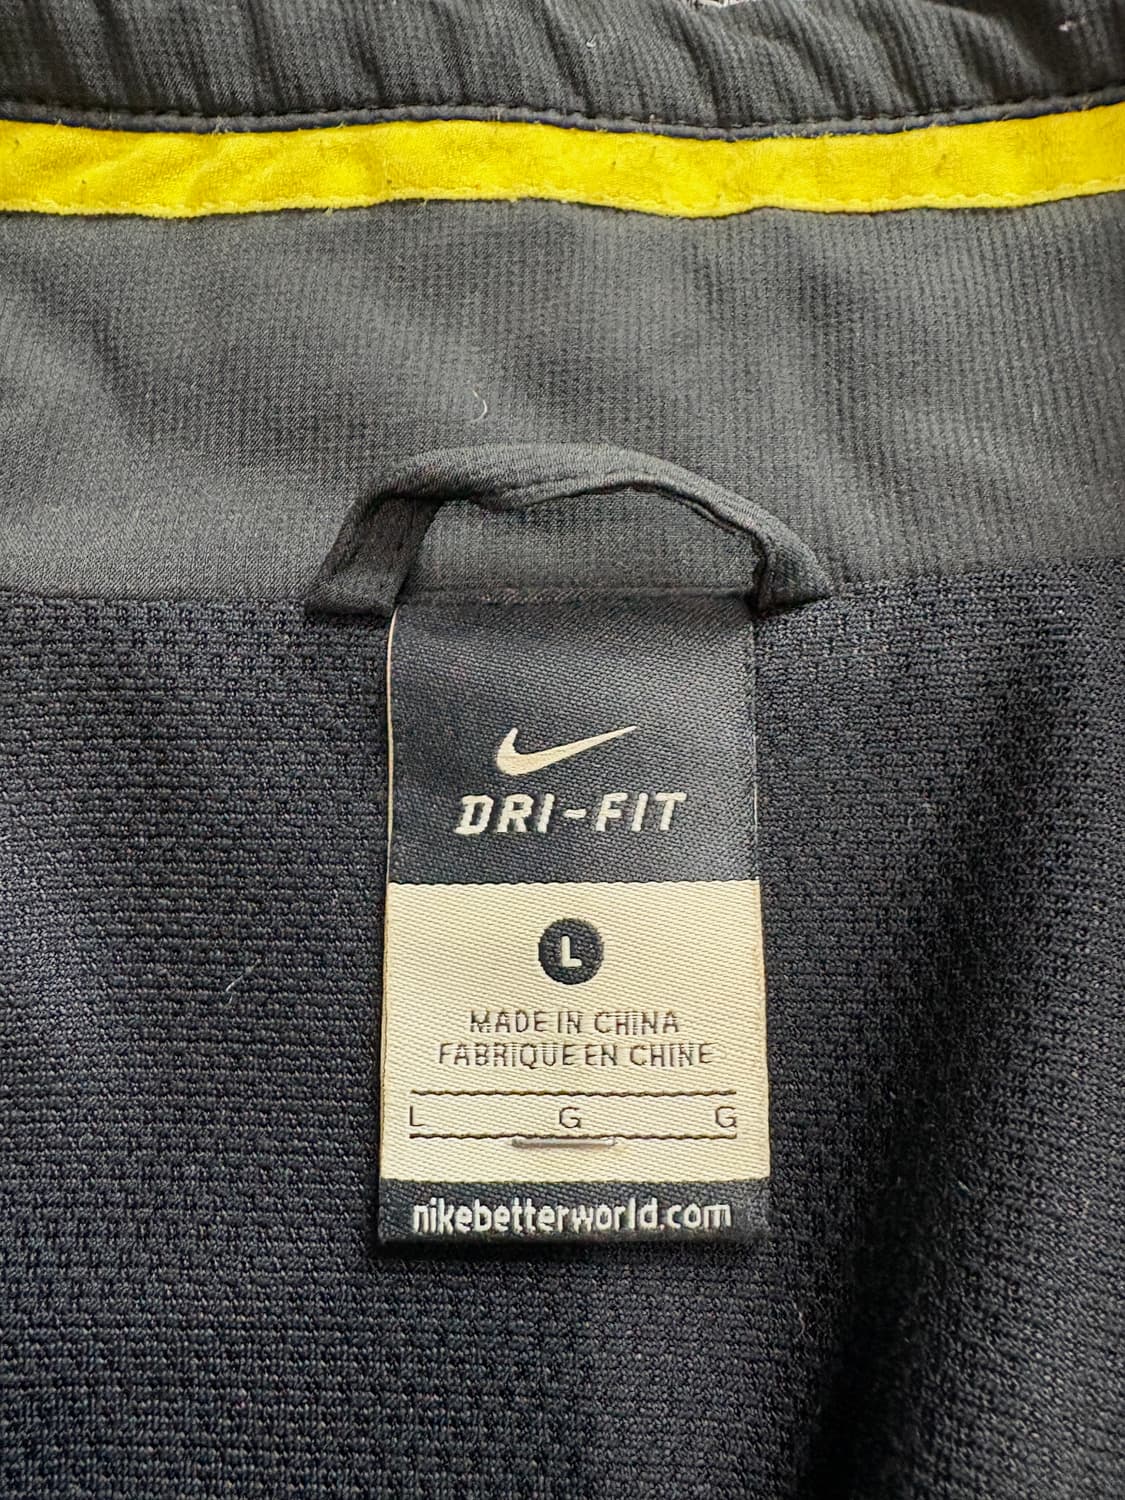 DRI-FIT
L
MADE IN CHINA
FABRIQUE EN CHINE
L G G
nikebetterworld.com